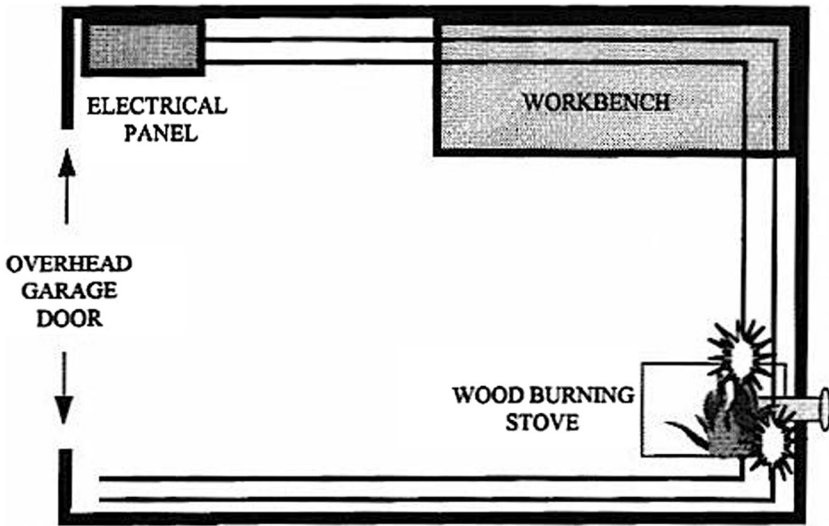 ELECTRICAL
PANEL
WORKBENCH
OVERHEAD
GARAGE
DOOR
WOOD BURNING
STOVE